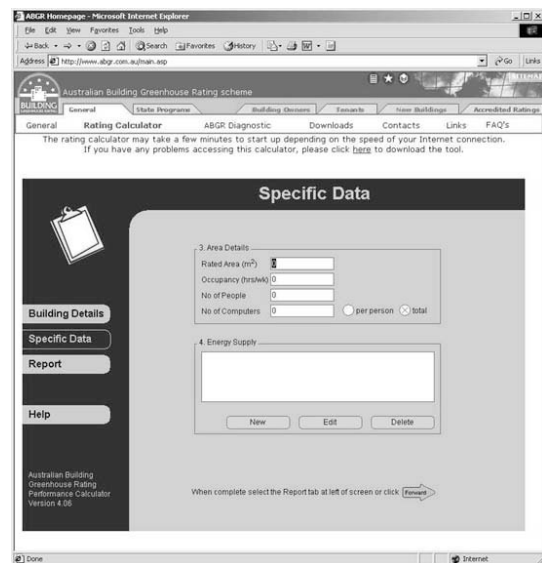 ABGR Homepage - Microsoft Internet Explorer
File Edit View Favorites Tools Help
Back Search Favorites History
Address http://www.abgr.com.au/main.asp Go Links
Australian Building Greenhouse Rating scheme
BUILDING General State Programs Building Owners Tenants New Buildings Accredited Ratings
General Rating Calculator ABGR Diagnostic Downloads Contacts Links FAQ's
The rating calculator may take a few minutes to start up depending on the speed of your Internet connection.
If you have any problems accessing this calculator, please click here to download the tool.
Specific Data
3. Area Details
Rated Area (m²) 0
Occupancy (hrs/wk) 0
No of People 0
No of Computers 0 per person total
Building Details
Specific Data
Report
Help
4. Energy Supply
New Edit Delete
Australian Building
Greenhouse Rating
Performance Calculator
Version 4.06
When complete select the Report tab at left of screen or click Forward
Done Internet